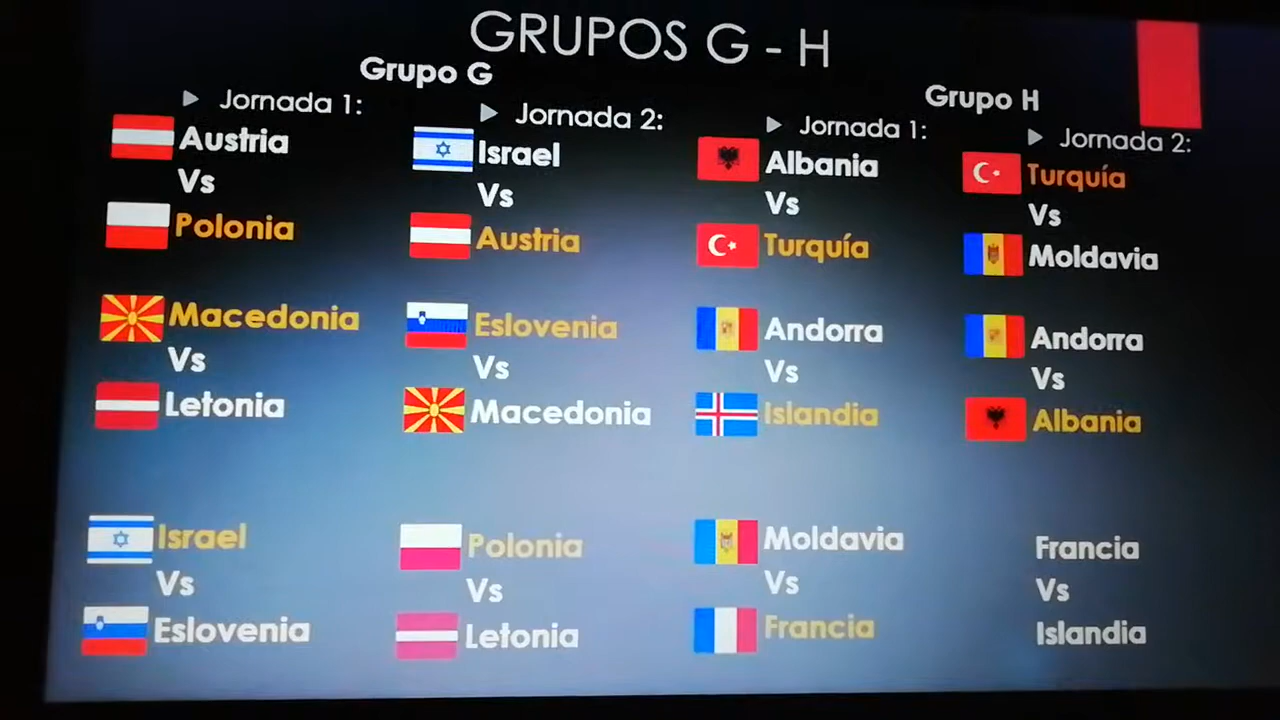 GRUPOS G - H
Grupo G
Jornada 1:
Austria
Vs
Polonia
Macedonia
Vs
Letonia
Israel
Vs
Eslovenia
Jornada 2:
Israel
Vs
Austria
Eslovenia
Vs
Macedonia
Polonia
Vs
Letonia
Grupo H
Jornada 1:
Albania
Vs
Turquía
Andorra
Vs
Islandia
Moldavia
Vs
Francia
Jornada 2:
Turquía
Vs
Moldavia
Andorra
Vs
Albania
Francia
Vs
Islandia